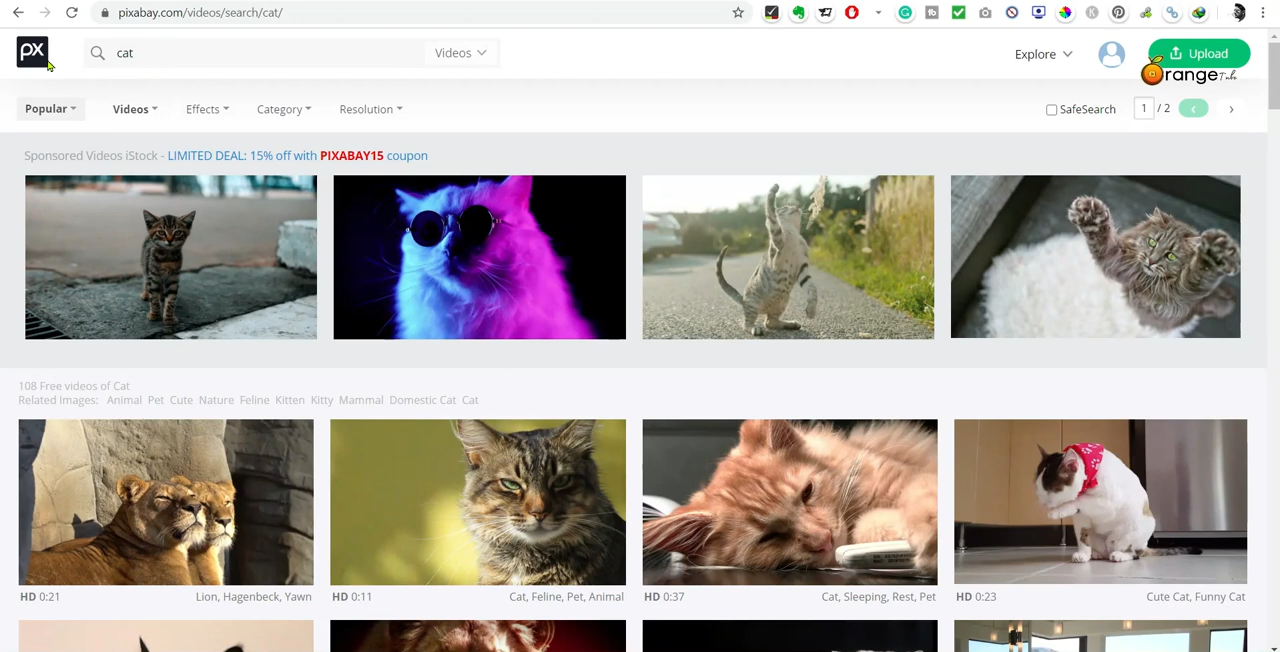 pixabay.com/videos/search/cat/
px
cat
Videos
Explore
Upload
Orange Tube
Popular
Videos
Effects
Category
Resolution
SafeSearch
1 / 2
Sponsored Videos iStock - LIMITED DEAL: 15% off with PIXABAY15 coupon
108 Free videos of Cat
Related Images: Animal Pet Cute Nature Feline Kitten Kitty Mammal Domestic Cat Cat
HD 0:21
Lion, Hagenbeck, Yawn
HD 0:11
Cat, Feline, Pet, Animal
HD 0:37
Cat, Sleeping, Rest, Pet
HD 0:23
Cute Cat, Funny Cat